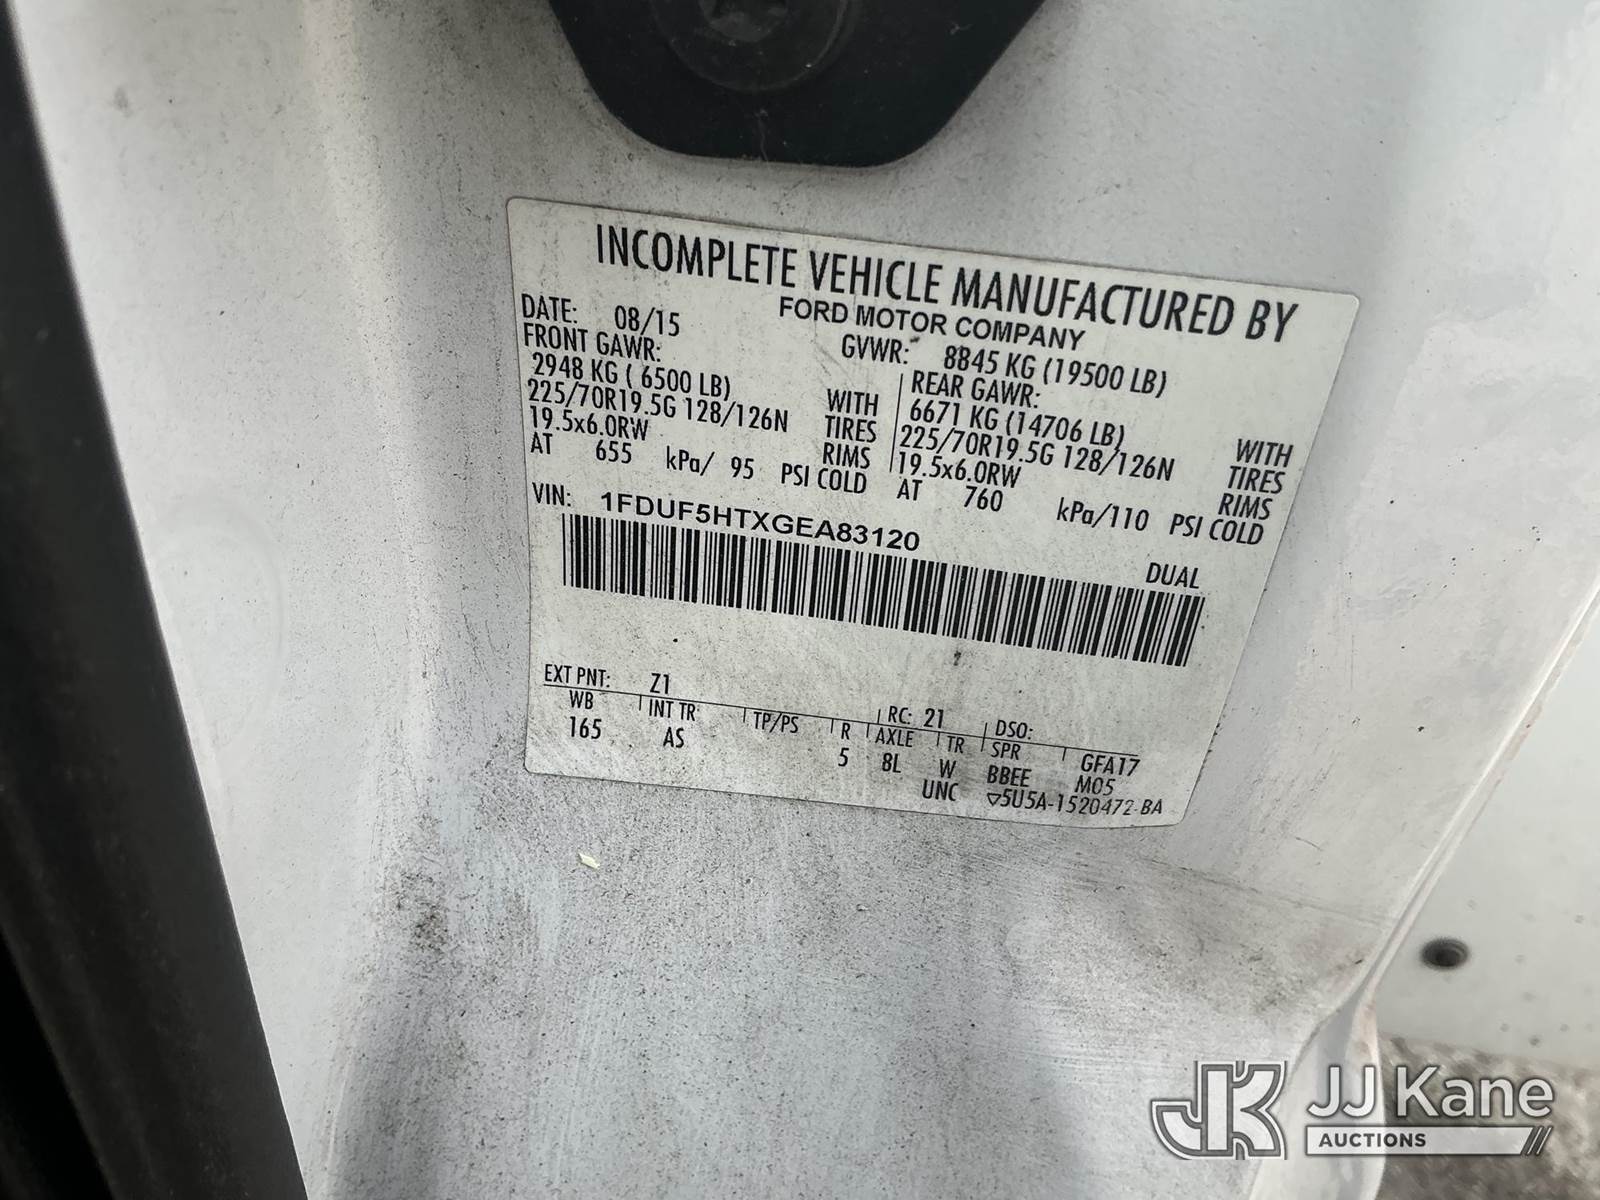 INCOMPLETE VEHICLE MANUFACTURED BY
FORD MOTOR COMPANY
DATE: 08/15 GVWR: 8845 KG (19500 LB)
FRONT GAWR: REAR GAWR:
2948 KG ( 6500 LB) WITH 6671 KG (14706 LB) WITH
225/70R19.5G 128/126N TIRES 225/70R19.5G 128/126N TIRES
19.5x6.0RW RIMS 19.5x6.0RW RIMS
AT 655 kPa/ 95 PSI COLD AT 760 kPa/110 PSI COLD
VIN: 1FDUF5HTXGEA83120
DUAL
EXT PNT: Z1 RC: 21 DSO:
WB INT TR TP/PS R AXLE TR SPR GFA17
165 AS 5 8L W BBEE M05
UNC ▽5U5A-1520472-BA
JK JJ Kane
AUCTIONS